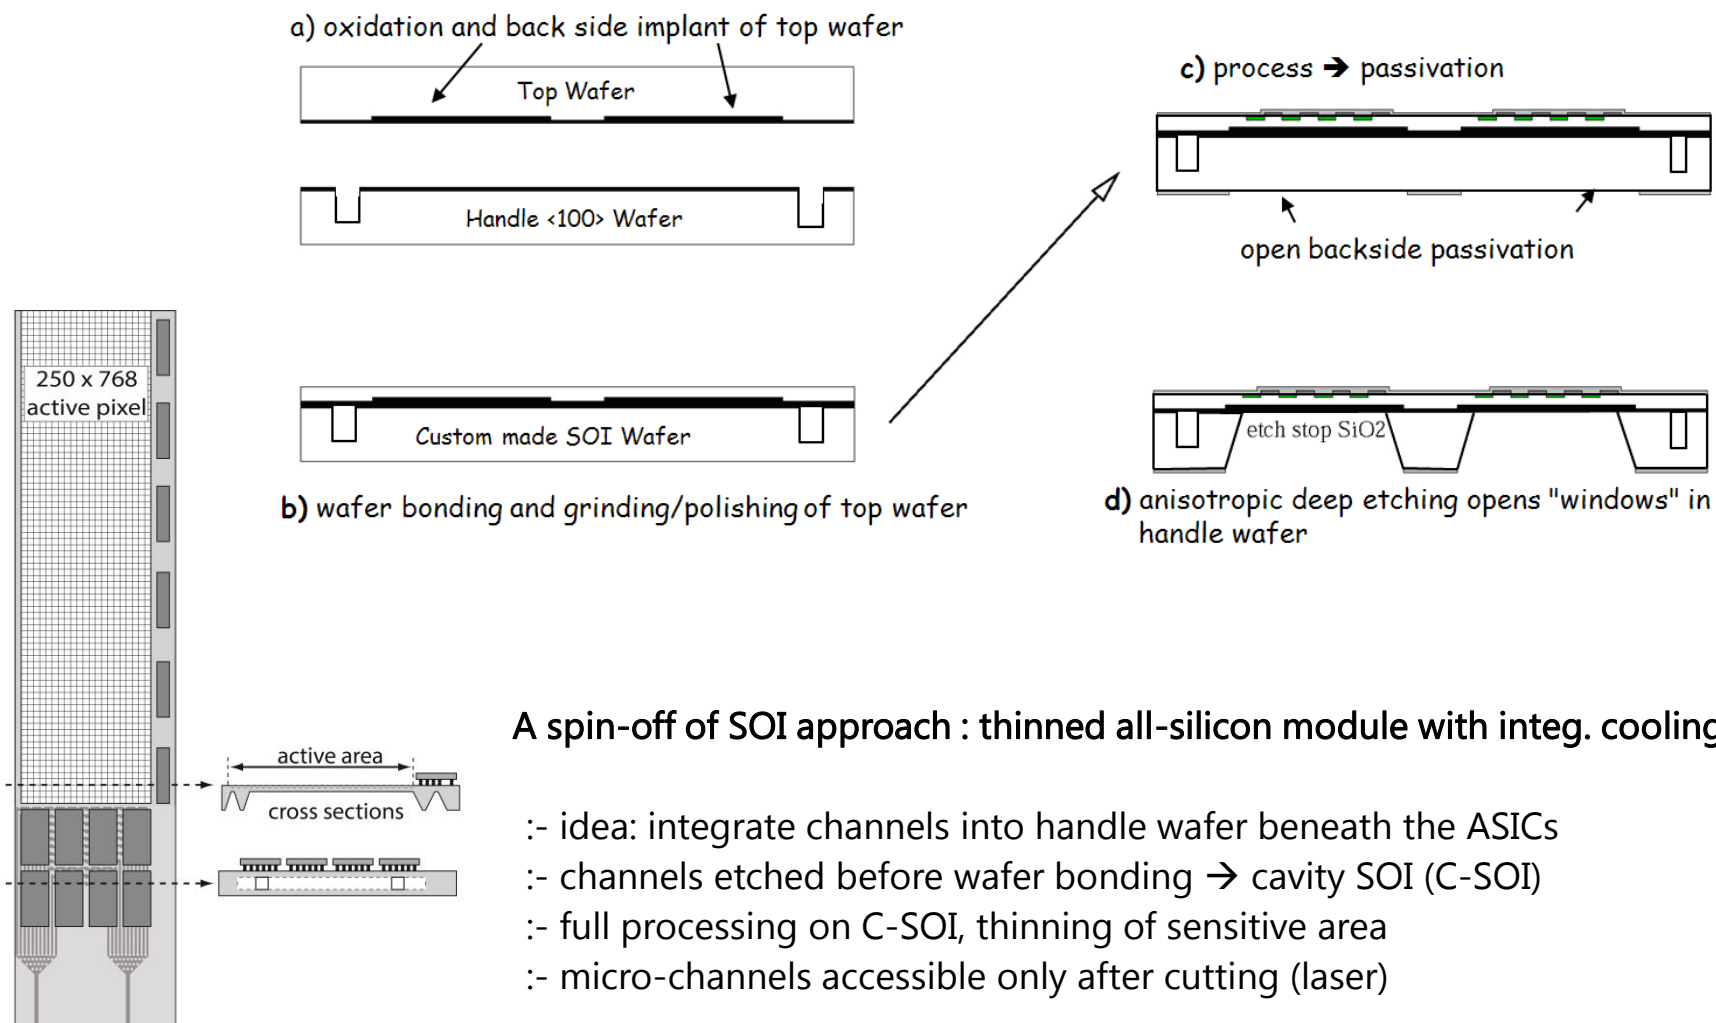 a) oxidation and back side implant of top wafer
Top Wafer
Handle <100> Wafer
c) process → passivation
open backside passivation
250 x 768
active pixel
Custom made SOI Wafer
b) wafer bonding and grinding/polishing of top wafer
etch stop SiO2
d) anisotropic deep etching opens "windows" in
handle wafer
active area
cross sections
A spin-off of SOI approach : thinned all-silicon module with integ. cooling
:- idea: integrate channels into handle wafer beneath the ASICs
:- channels etched before wafer bonding → cavity SOI (C-SOI)
:- full processing on C-SOI, thinning of sensitive area
:- micro-channels accessible only after cutting (laser)